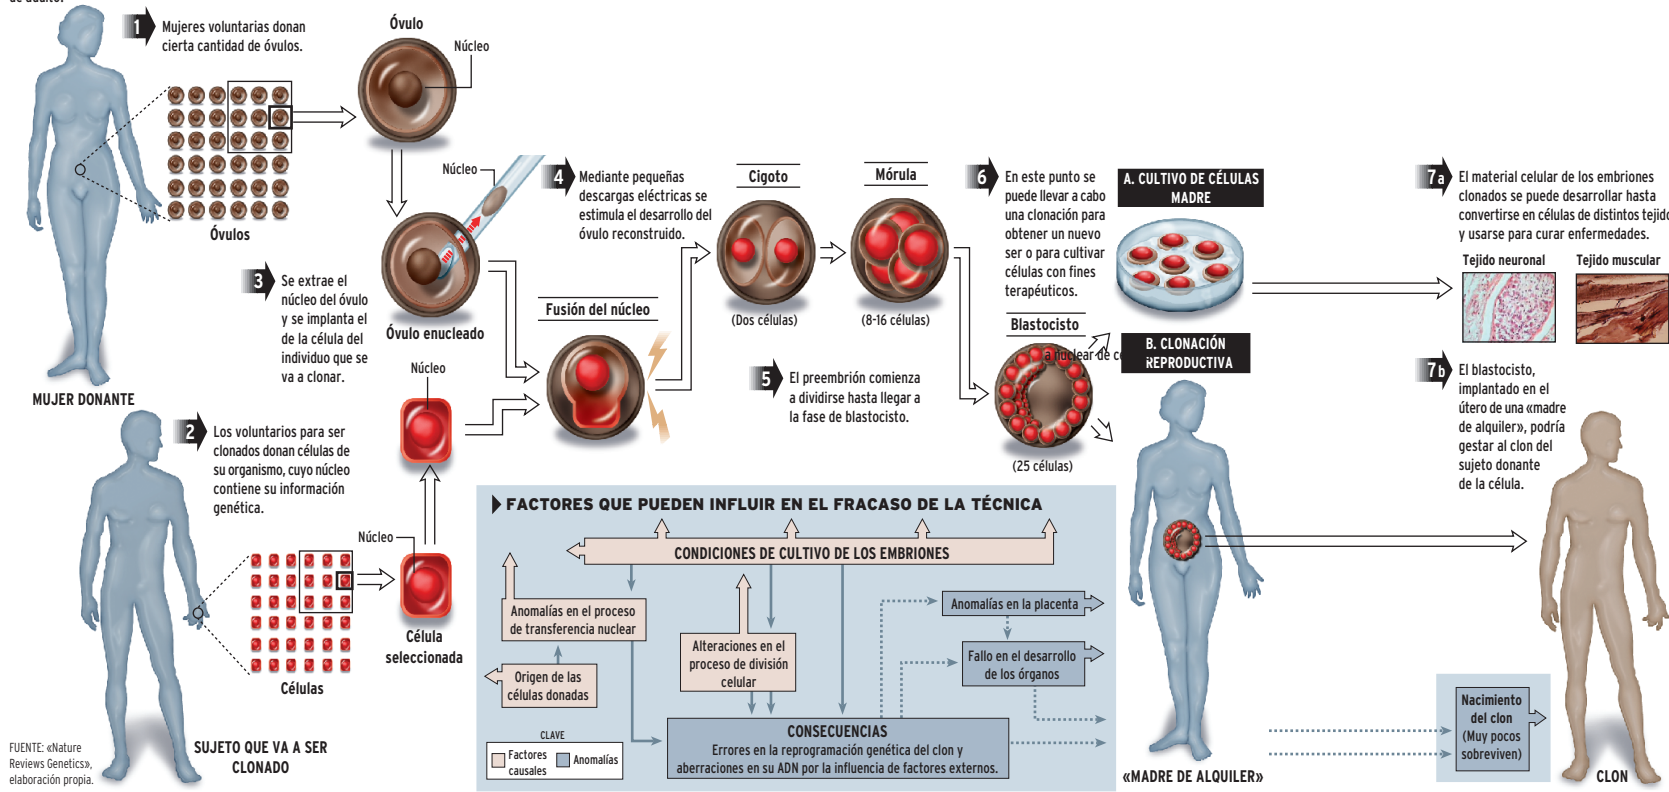 de adulto.
1
Mujeres voluntarias donan
cierta cantidad de óvulos.
Óvulo
Núcleo
Óvulos
MUJER DONANTE
2
Los voluntarios para ser
clonados donan células de
su organismo, cuyo núcleo
contiene su información
genética.
Núcleo
Células
Célula
seleccionada
Núcleo
SUJETO QUE VA A SER
CLONADO
FUENTE: «Nature
Reviews Genetics»,
elaboración propia.
3
Se extrae el
núcleo del óvulo
y se implanta el
de la célula del
individuo que se
va a clonar.
Núcleo
Óvulo enucleado
4
Mediante pequeñas
descargas eléctricas se
estimula el desarrollo del
óvulo reconstruido.
Fusión del núcleo
Cigoto
(Dos células)
Mórula
(8-16 células)
5
El preembrión comienza
a dividirse hasta llegar a
la fase de blastocisto.
6
En este punto se
puede llevar a cabo
una clonación para
obtener un nuevo
ser o para cultivar
células con fines
terapéuticos.
Blastocisto
a nuclear de cé
(25 células)
A. CULTIVO DE CÉLULAS
MADRE
B. CLONACIÓN
REPRODUCTIVA
7a
El material celular de los embriones
clonados se puede desarrollar hasta
convertirse en células de distintos tejido
y usarse para curar enfermedades.
Tejido neuronal
Tejido muscular
7b
El blastocisto,
implantado en el
útero de una «madre
de alquiler», podría
gestar al clon del
sujeto donante
de la célula.
FACTORES QUE PUEDEN INFLUIR EN EL FRACASO DE LA TÉCNICA
CONDICIONES DE CULTIVO DE LOS EMBRIONES
Anomalías en el proceso
de transferencia nuclear
Origen de las
células donadas
Alteraciones en el
proceso de división
celular
Anomalías en la placenta
Fallo en el desarrollo
de los órganos
CONSECUENCIAS
Errores en la reprogramación genética del clon y
aberraciones en su ADN por la influencia de factores externos.
CLAVE
Factores
causales
Anomalías
«MADRE DE ALQUILER»
Nacimiento
del clon
(Muy pocos
sobreviven)
CLON